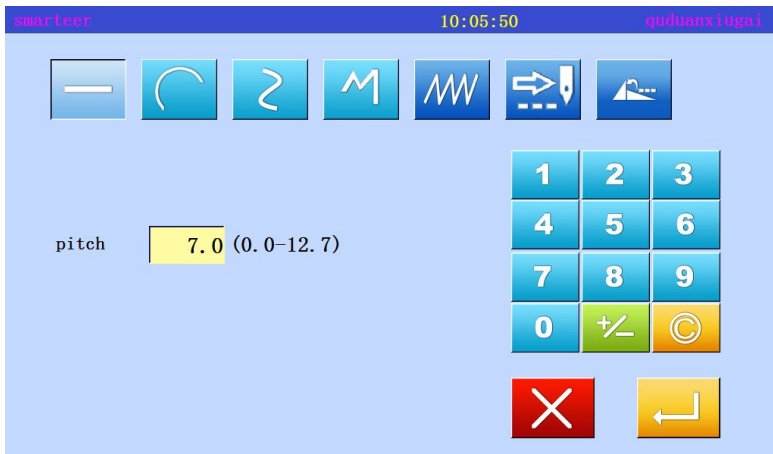 smarteer 10:05:50 quduanxiugai
1 2 3
4 5 6
pitch 7.0 (0.0-12.7)
7 8 9
0 +/- ©